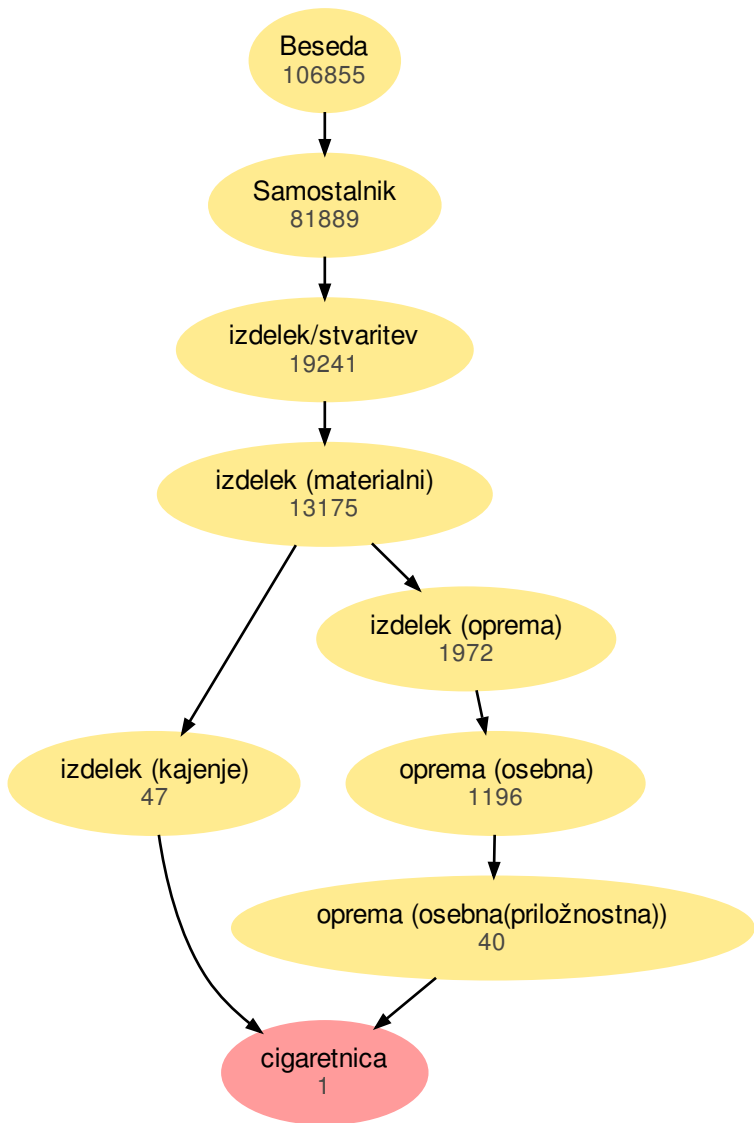 Beseda
106855
Samostalnik
81889
izdelek/stvaritev
19241
izdelek (materialni)
13175
izdelek (oprema)
1972
izdelek (kajenje)
47
oprema (osebna)
1196
oprema (osebna(priložnostna))
40
cigaretnica
1